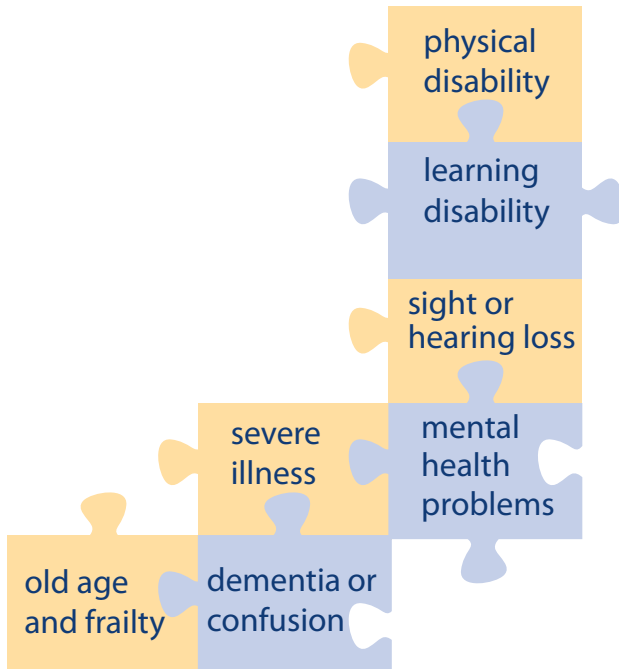 physical
disability
learning
disability
sight or
hearing loss
severe
illness
mental
health
problems
old age
and frailty
dementia or
confusion